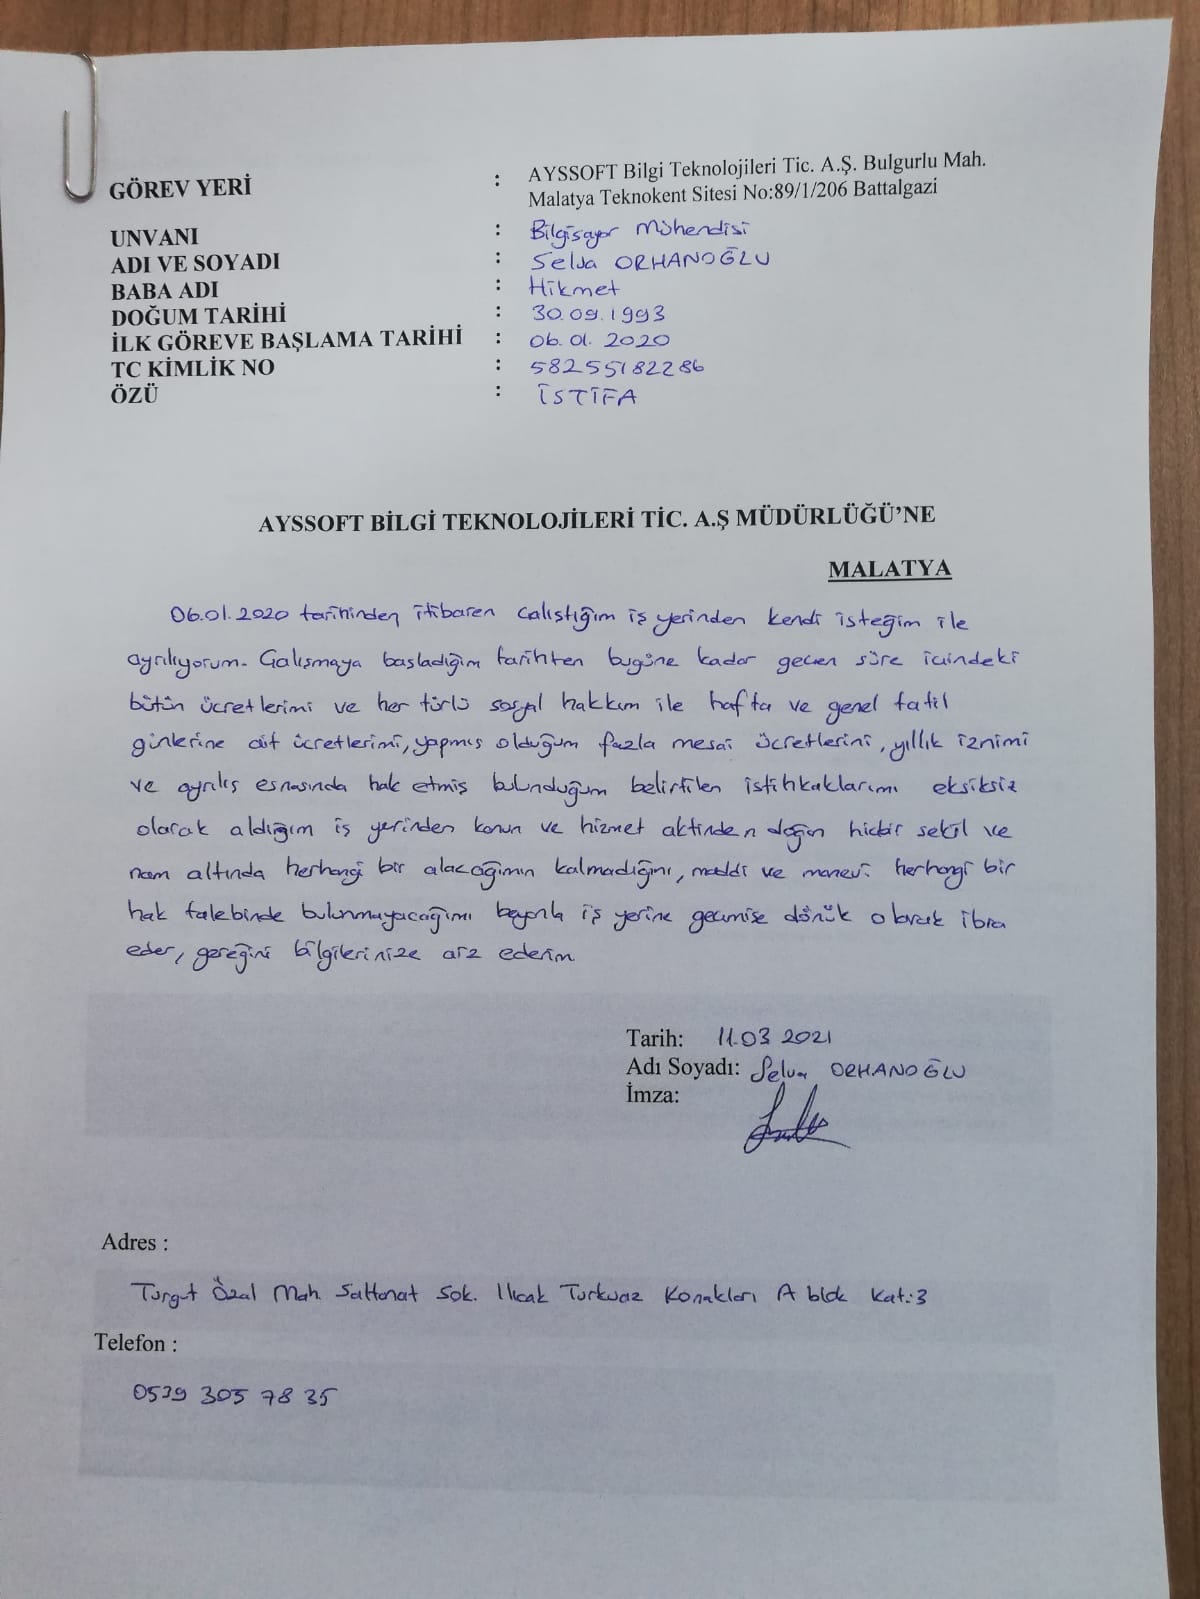 GÖREV YERİ : AYSSOFT Bilgi Teknolojileri Tic. A.Ş. Bulgurlu Mah.
Malatya Teknokent Sitesi No:89/1/206 Battalgazi
UNVANI : Bilgisayar Mühendisi
ADI VE SOYADI : Selva ORHANOĞLU
BABA ADI : Hikmet
DOĞUM TARİHİ : 30.09.1993
İLK GÖREVE BAŞLAMA TARİHİ : 06.01.2020
TC KİMLİK NO : 58255182286
ÖZÜ : İSTİFA
AYSSOFT BİLGİ TEKNOLOJİLERİ TİC. A.Ş MÜDÜRLÜĞÜ'NE
MALATYA
06.01.2020 tarihinden itibaren calıştığım iş yerinden kendi isteğim ile
ayrılıyorum. Çalışmaya başladığım tarihten bugüne kadar geçen süre icindeki
bütün ücretlerimi ve her türlü sosyal hakkım ile hafta ve genel tatil
günlerine ait ücretlerimi, yapmış olduğum fazla mesai ücretlerini, yıllık iznimi
ve ayrılış esnasında hak etmiş bulunduğum belirtilen istihkaklarımı eksiksiz
olarak aldığım iş yerinden konun ve hizmet aktinden doğan hicbir sekil ve
nam altında herhangi bir alacağımın kalmadığını, maddi ve manevi herhangi bir
hak talebinde bulunmayacağımı beyanla iş yerine gecmise dönük olarak ibra
eder, gereğini bilgilerinize arz ederim
Tarih: 11.03 2021
Adı Soyadı: Selva ORHANOĞLU
İmza:
Adres :
Turgut Özal Mah. Saltanat Sok. Ilıcak Turkuaz Konakları A blok Kat:3
Telefon :
0539 305 78 35